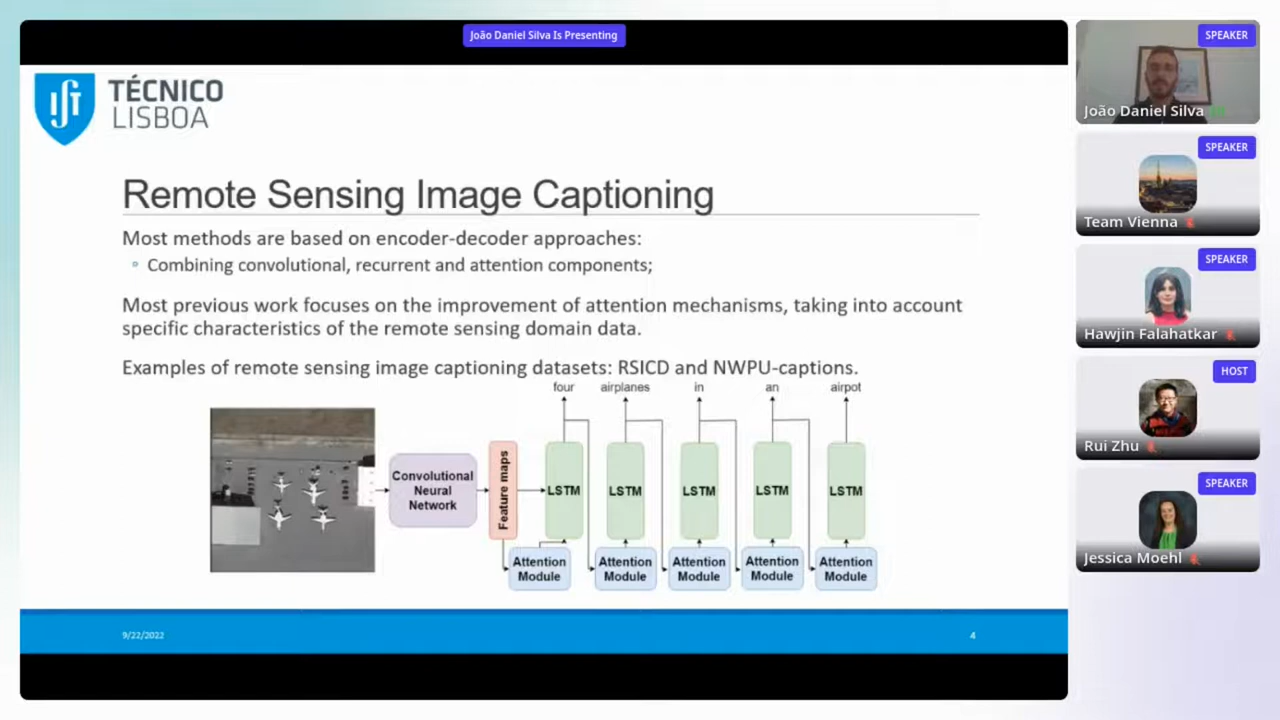 João Daniel Silva Is Presenting
TÉCNICO
LISBOA
Remote Sensing Image Captioning
Most methods are based on encoder-decoder approaches:
Combining convolutional, recurrent and attention components;
Most previous work focuses on the improvement of attention mechanisms, taking into account
specific characteristics of the remote sensing domain data.
Examples of remote sensing image captioning datasets: RSICD and NWPU-captions.
four airplanes in an airpot
Convolutional
Neural
Network
Feature maps
LSTM LSTM LSTM LSTM LSTM
Attention Attention Attention Attention Attention
Module Module Module Module Module
9/22/2022
4
SPEAKER
João Daniel Silva
SPEAKER
Team Vienna
SPEAKER
Hawjin Falahatkar
HOST
Rui Zhu
SPEAKER
Jessica Moehl